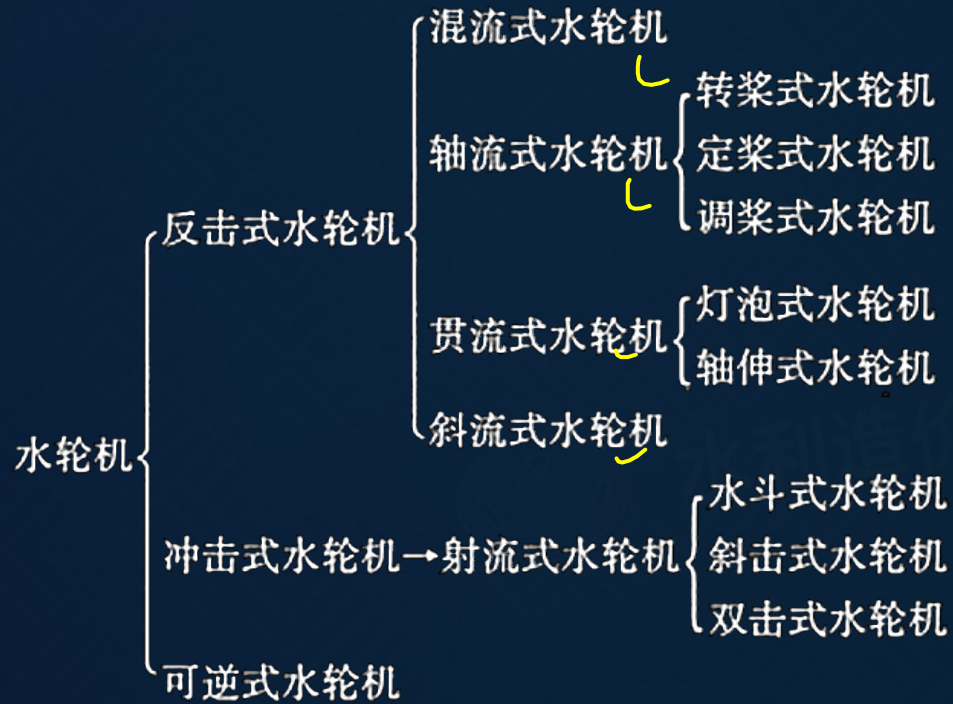 混流式水轮机
转桨式水轮机
轴流式水轮机
定桨式水轮机
调桨式水轮机
反击式水轮机
灯泡式水轮机
贯流式水轮机
轴伸式水轮机
斜流式水轮机
水轮机
水斗式水轮机
冲击式水轮机→射流式水轮机
斜击式水轮机
双击式水轮机
可逆式水轮机